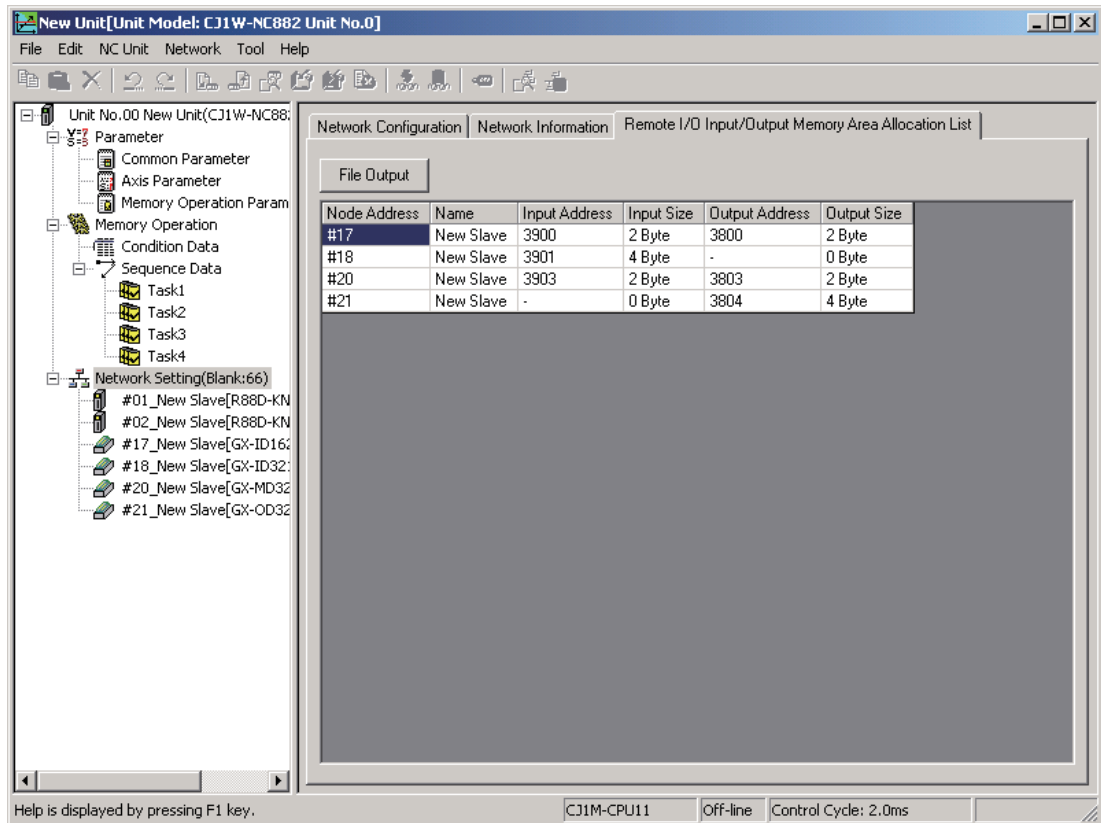 New Unit[Unit Model: CJ1W-NC882 Unit No.0]
File Edit NC Unit Network Tool Help
Unit No.00 New Unit(CJ1W-NC88
Parameter
Common Parameter
Axis Parameter
Memory Operation Param
Memory Operation
Condition Data
Sequence Data
Task1
Task2
Task3
Task4
Network Setting(Blank:66)
#01_New Slave[R88D-KN
#02_New Slave[R88D-KN
#17_New Slave[GX-ID162
#18_New Slave[GX-ID321
#20_New Slave[GX-MD32
#21_New Slave[GX-OD32
Network Configuration Network Information Remote I/O Input/Output Memory Area Allocation List
File Output
Node Address Name Input Address Input Size Output Address Output Size
#17 New Slave 3900 2 Byte 3800 2 Byte
#18 New Slave 3901 4 Byte - 0 Byte
#20 New Slave 3903 2 Byte 3803 2 Byte
#21 New Slave - 0 Byte 3804 4 Byte
Help is displayed by pressing F1 key. CJ1M-CPU11 Off-line Control Cycle: 2.0ms